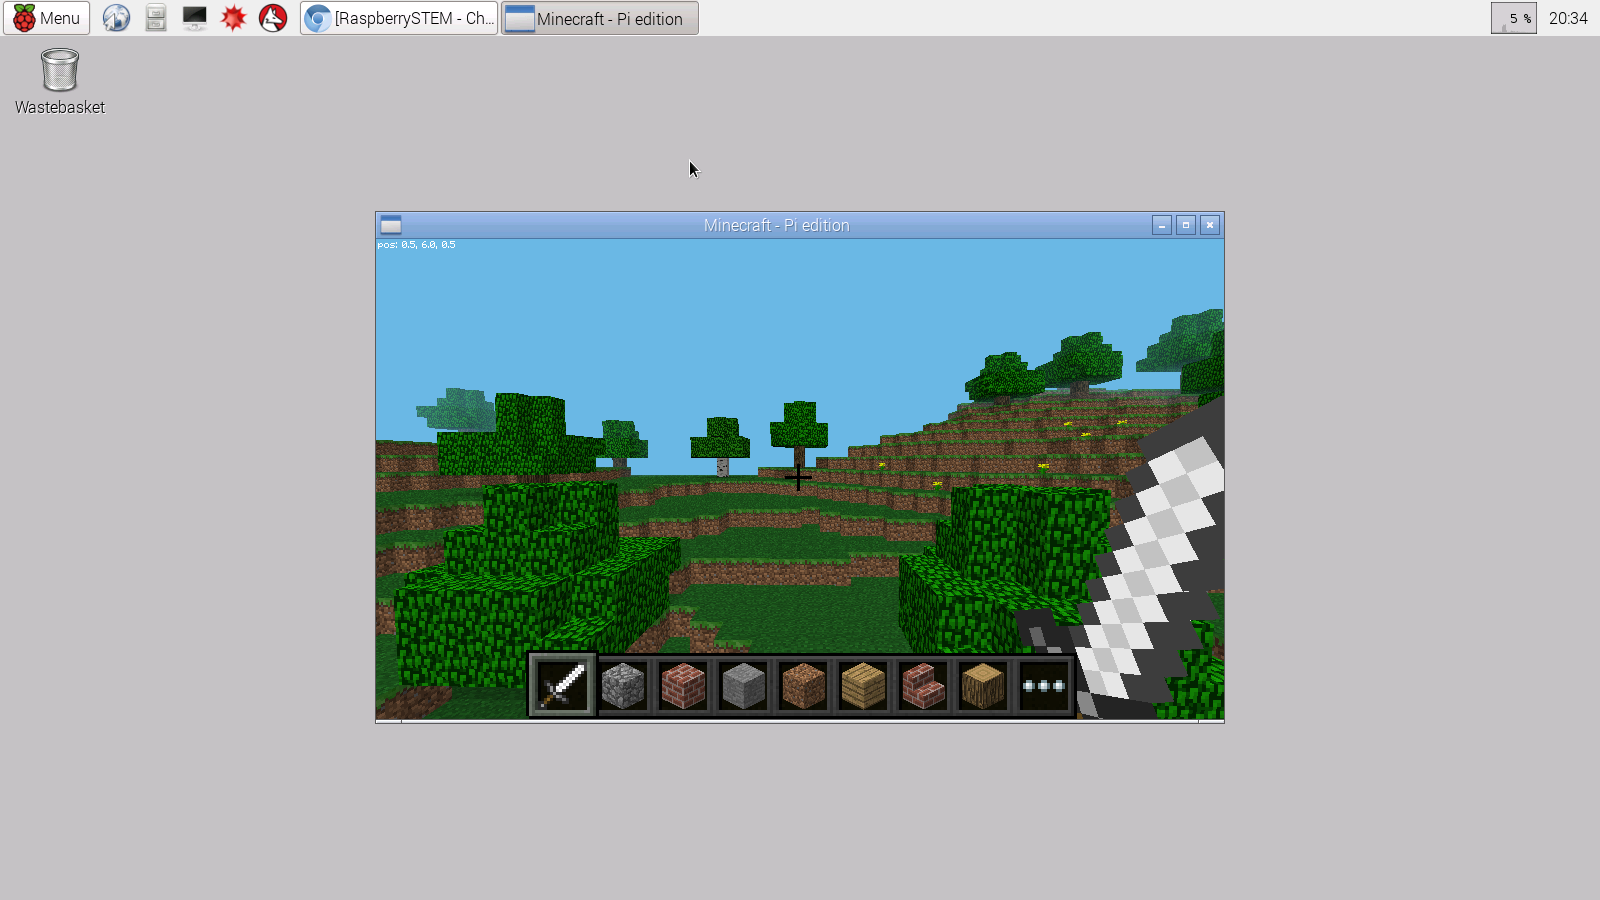 Menu
[RaspberrySTEM - Ch...
Minecraft - Pi edition
5 %
20:34
Wastebasket
Minecraft - Pi edition
pos: 0.5, 6.0, 0.5